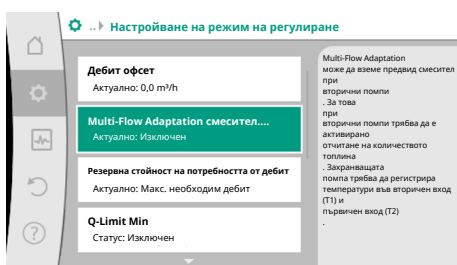 ..▸ Настройване на режим на регулиране
Дебит офсет
Актуално: 0,0 m³/h
Multi-Flow Adaptation смесител....
Актуално: Изключен
Резервна стойност на потребността от дебит
Актуално: Макс. необходим дебит
Q-Limit Min
Статус: Изключен
Multi-Flow Adaptation
може да вземе предвид смесител
при
вторични помпи
. За това
при
вторични помпи трябва да е
активирано
отчитане на количеството
топлина
. Захранващата
помпа трябва да регистрира
температури във вторичен вход
(T1) и
първичен вход (T2)
.